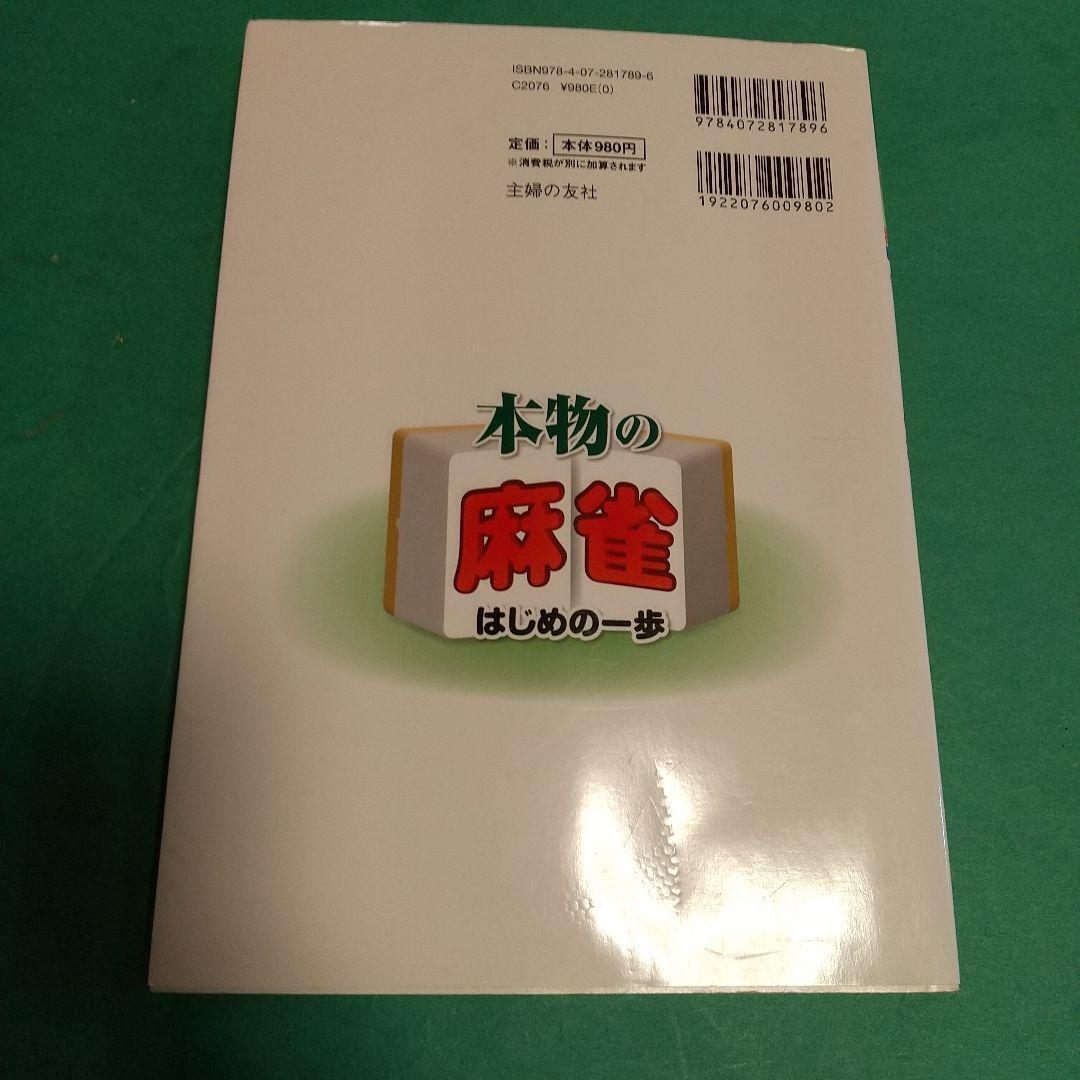 ISBN978-4-07-281789-6
C2076 ¥980E(0)
9784072817896
定価：本体980円
※消費税が別に加算されます
主婦の友社
1922076009802
本物の
麻雀
はじめの一歩